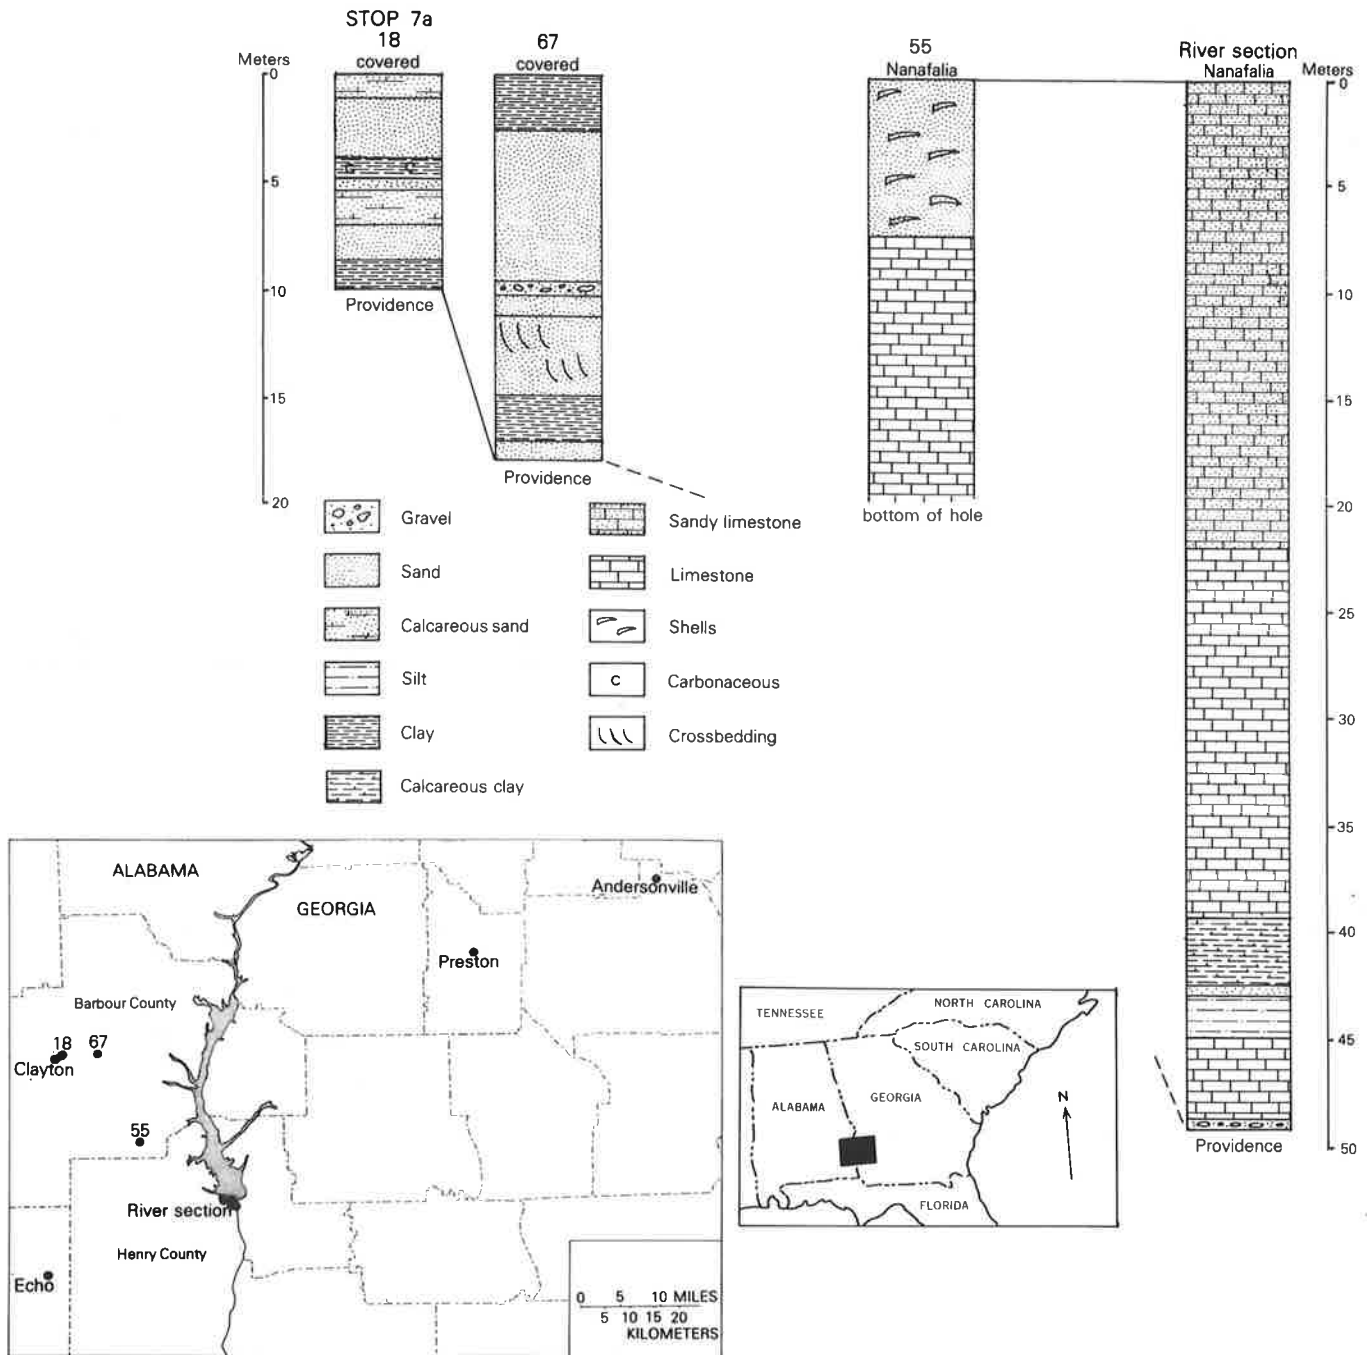 STOP 7a
18
covered
67
covered
55
Nanafalia
River section
Nanafalia
Meters
0
5
10
15
20
Meters
0
5
10
15
20
25
30
35
40
45
50
C
Providence
Providence
bottom of hole
Providence
Gravel
Sand
Calcareous sand
Silt
Clay
Calcareous clay
Sandy limestone
Limestone
Shells
C Carbonaceous
Crossbedding
ALABAMA
GEORGIA
Andersonville
Preston
Barbour County
18 67
Clayton
55
River section
Henry County
Echo
0 5 10 MILES
5 10 15 20
KILOMETERS
TENNESSEE
NORTH CAROLINA
SOUTH CAROLINA
ALABAMA
GEORGIA
N
FLORIDA